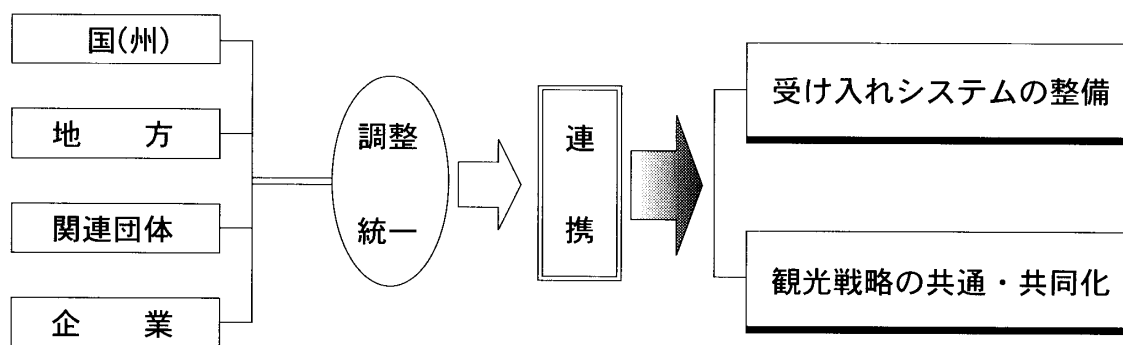 国(州)
地　　方
関連団体
企　　業
調整
統一
連
携
受け入れシステムの整備
観光戦略の共通・共同化